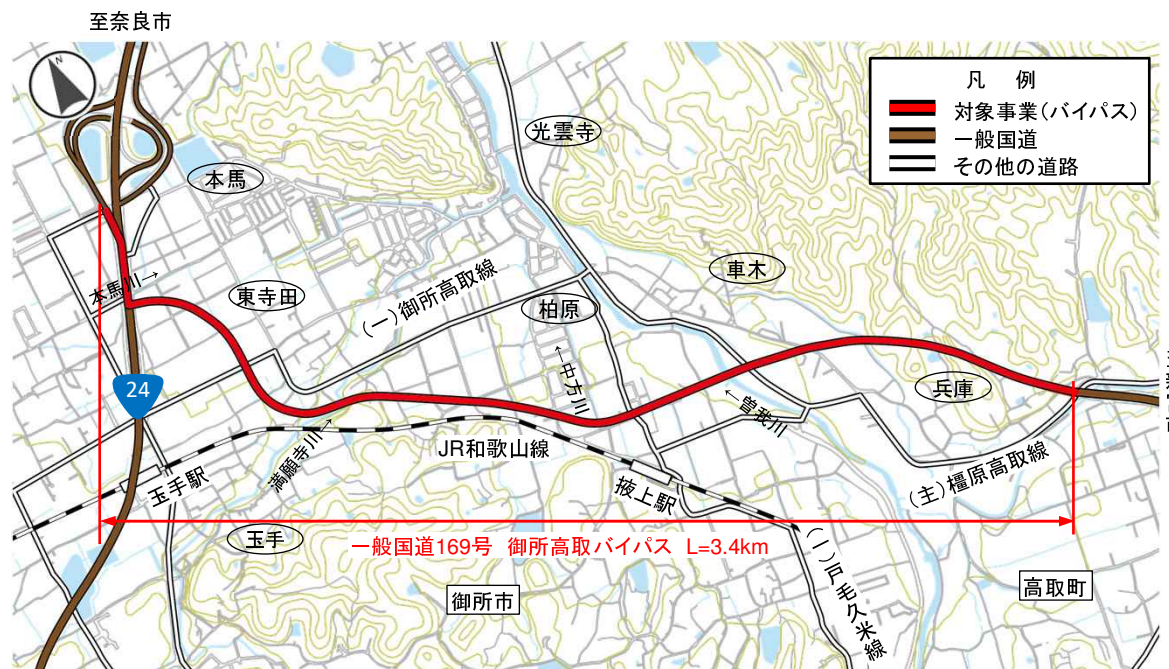 至奈良市
N
凡 例
対象事業(バイパス)
一般国道
その他の道路
光雲寺
本馬
車木
本馬川→
東寺田
(一)御所高取線
柏原
24
←中方川
兵庫
←曽我川
JR和歌山線
満願寺川→
玉手駅
掖上駅
(主)橿原高取線
玉手
一般国道169号 御所高取バイパス L=3.4km
(一)戸毛久米線
御所市
高取町